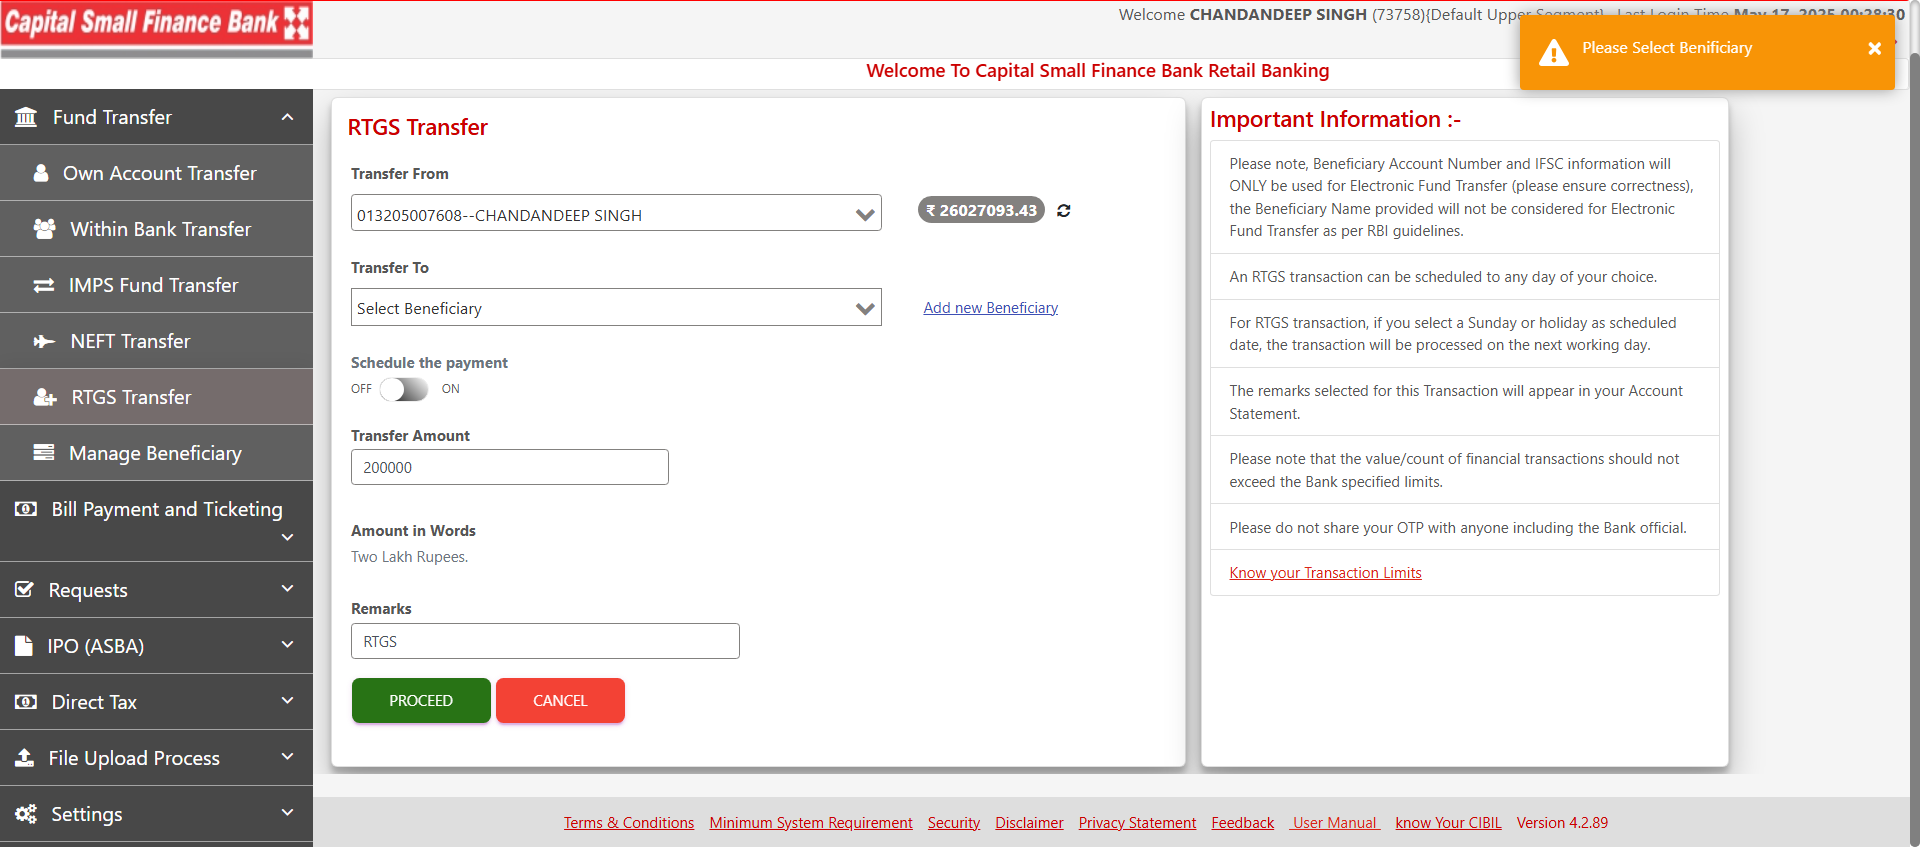 Capital Small Finance Bank
Welcome CHANDANDEEP SINGH (73758){Default Upper Segment} Last Login Time May 17, 2025 00:28:30
Please Select Benificiary
Welcome To Capital Small Finance Bank Retail Banking
Fund Transfer
Own Account Transfer
Within Bank Transfer
IMPS Fund Transfer
NEFT Transfer
RTGS Transfer
Manage Beneficiary
Bill Payment and Ticketing
Requests
IPO (ASBA)
Direct Tax
File Upload Process
Settings
RTGS Transfer
Transfer From
013205007608--CHANDANDEEP SINGH
₹ 26027093.43
Transfer To
Select Beneficiary
Add new Beneficiary
Schedule the payment
OFF ON
Transfer Amount
200000
Amount in Words
Two Lakh Rupees.
Remarks
RTGS
PROCEED CANCEL
Important Information :-
Please note, Beneficiary Account Number and IFSC information will
ONLY be used for Electronic Fund Transfer (please ensure correctness),
the Beneficiary Name provided will not be considered for Electronic
Fund Transfer as per RBI guidelines.
An RTGS transaction can be scheduled to any day of your choice.
For RTGS transaction, if you select a Sunday or holiday as scheduled
date, the transaction will be processed on the next working day.
The remarks selected for this Transaction will appear in your Account
Statement.
Please note that the value/count of financial transactions should not
exceed the Bank specified limits.
Please do not share your OTP with anyone including the Bank official.
Know your Transaction Limits
Terms & Conditions Minimum System Requirement Security Disclaimer Privacy Statement Feedback User Manual know Your CIBIL Version 4.2.89